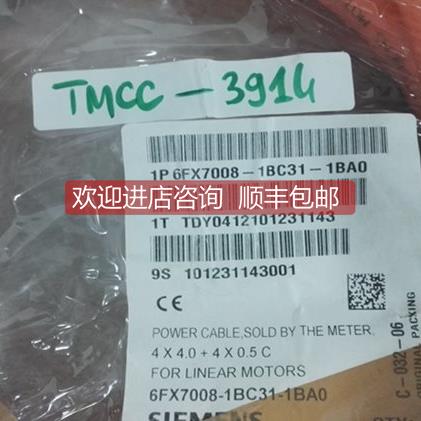 TMCC - 3914
1P 6FX7008-1BC31-1BA0
欢迎进店咨询 顺丰包邮
1T TDY0412101231143
9S 101231143001
CE
POWER CABLE,SOLD BY THE METER,
4 X 4.0 + 4 X 0.5 C
FOR LINEAR MOTORS
6FX7008-1BC31-1BA0
SIEMENS
C-032-06
ORIGINAL PACKING